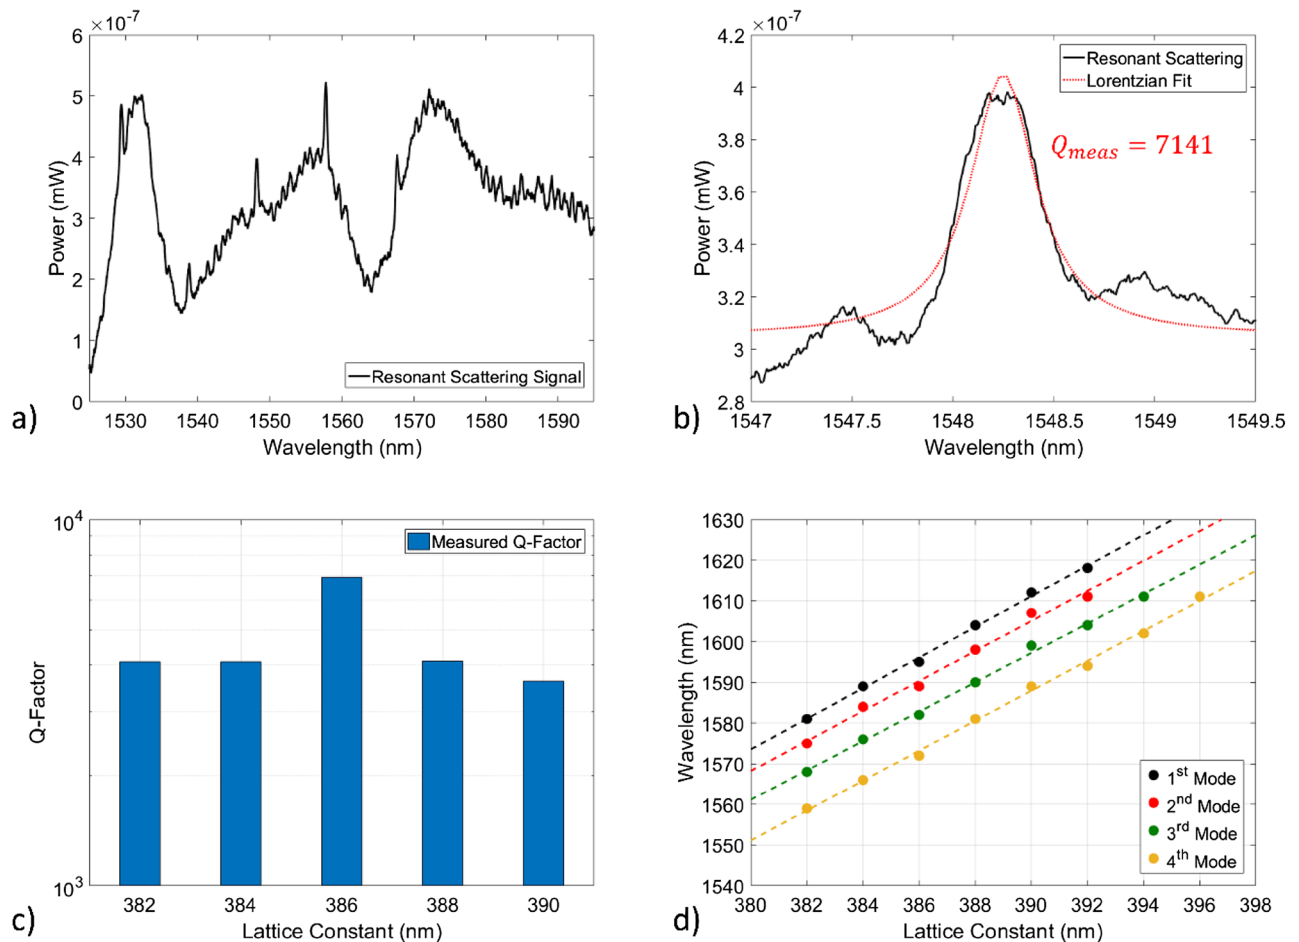 ×10⁻⁷
6
5
4
3
2
1
0
Power (mW)
1530 1540 1550 1560 1570 1580 1590
Wavelength (nm)
Resonant Scattering Signal
a)
×10⁻⁷
4.2
4
3.8
3.6
3.4
3.2
3
2.8
Power (mW)
1547 1547.5 1548 1548.5 1549 1549.5
Wavelength (nm)
Resonant Scattering
Lorentzian Fit
Qmeas = 7141
b)
10⁴
10³
Q-Factor
Measured Q-Factor
382 384 386 388 390
Lattice Constant (nm)
c)
1630
1620
1610
1600
1590
1580
1570
1560
1550
1540
Wavelength (nm)
1st Mode
2nd Mode
3rd Mode
4th Mode
380 382 384 386 388 390 392 394 396 398
Lattice Constant (nm)
d)